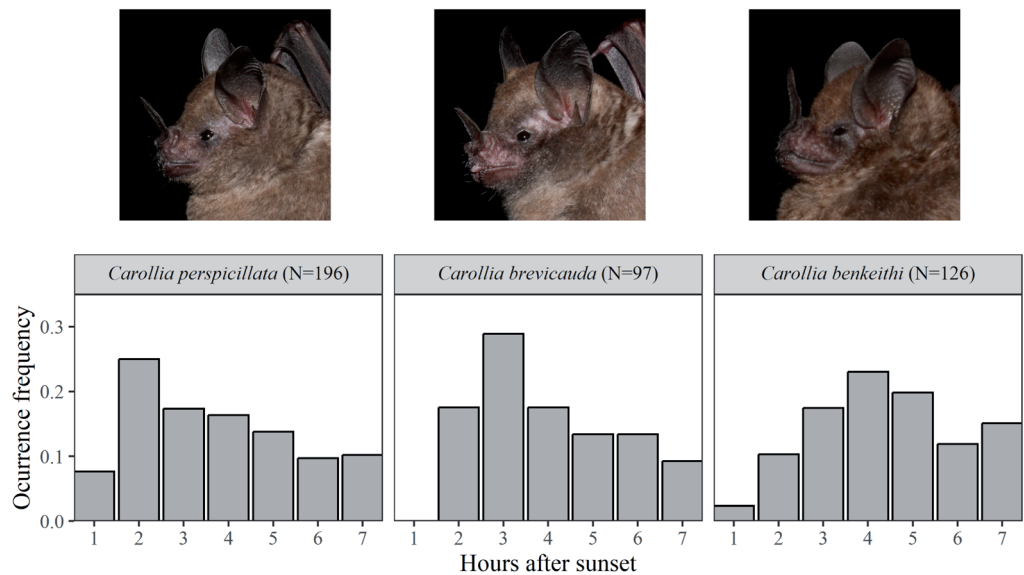 Carollia perspicillata (N=196)
Carollia brevicauda (N=97)
Carollia benkeithi (N=126)
Ocurrence frequency
0.3
0.2
0.1
0.0
1 2 3 4 5 6 7
1 2 3 4 5 6 7
1 2 3 4 5 6 7
Hours after sunset